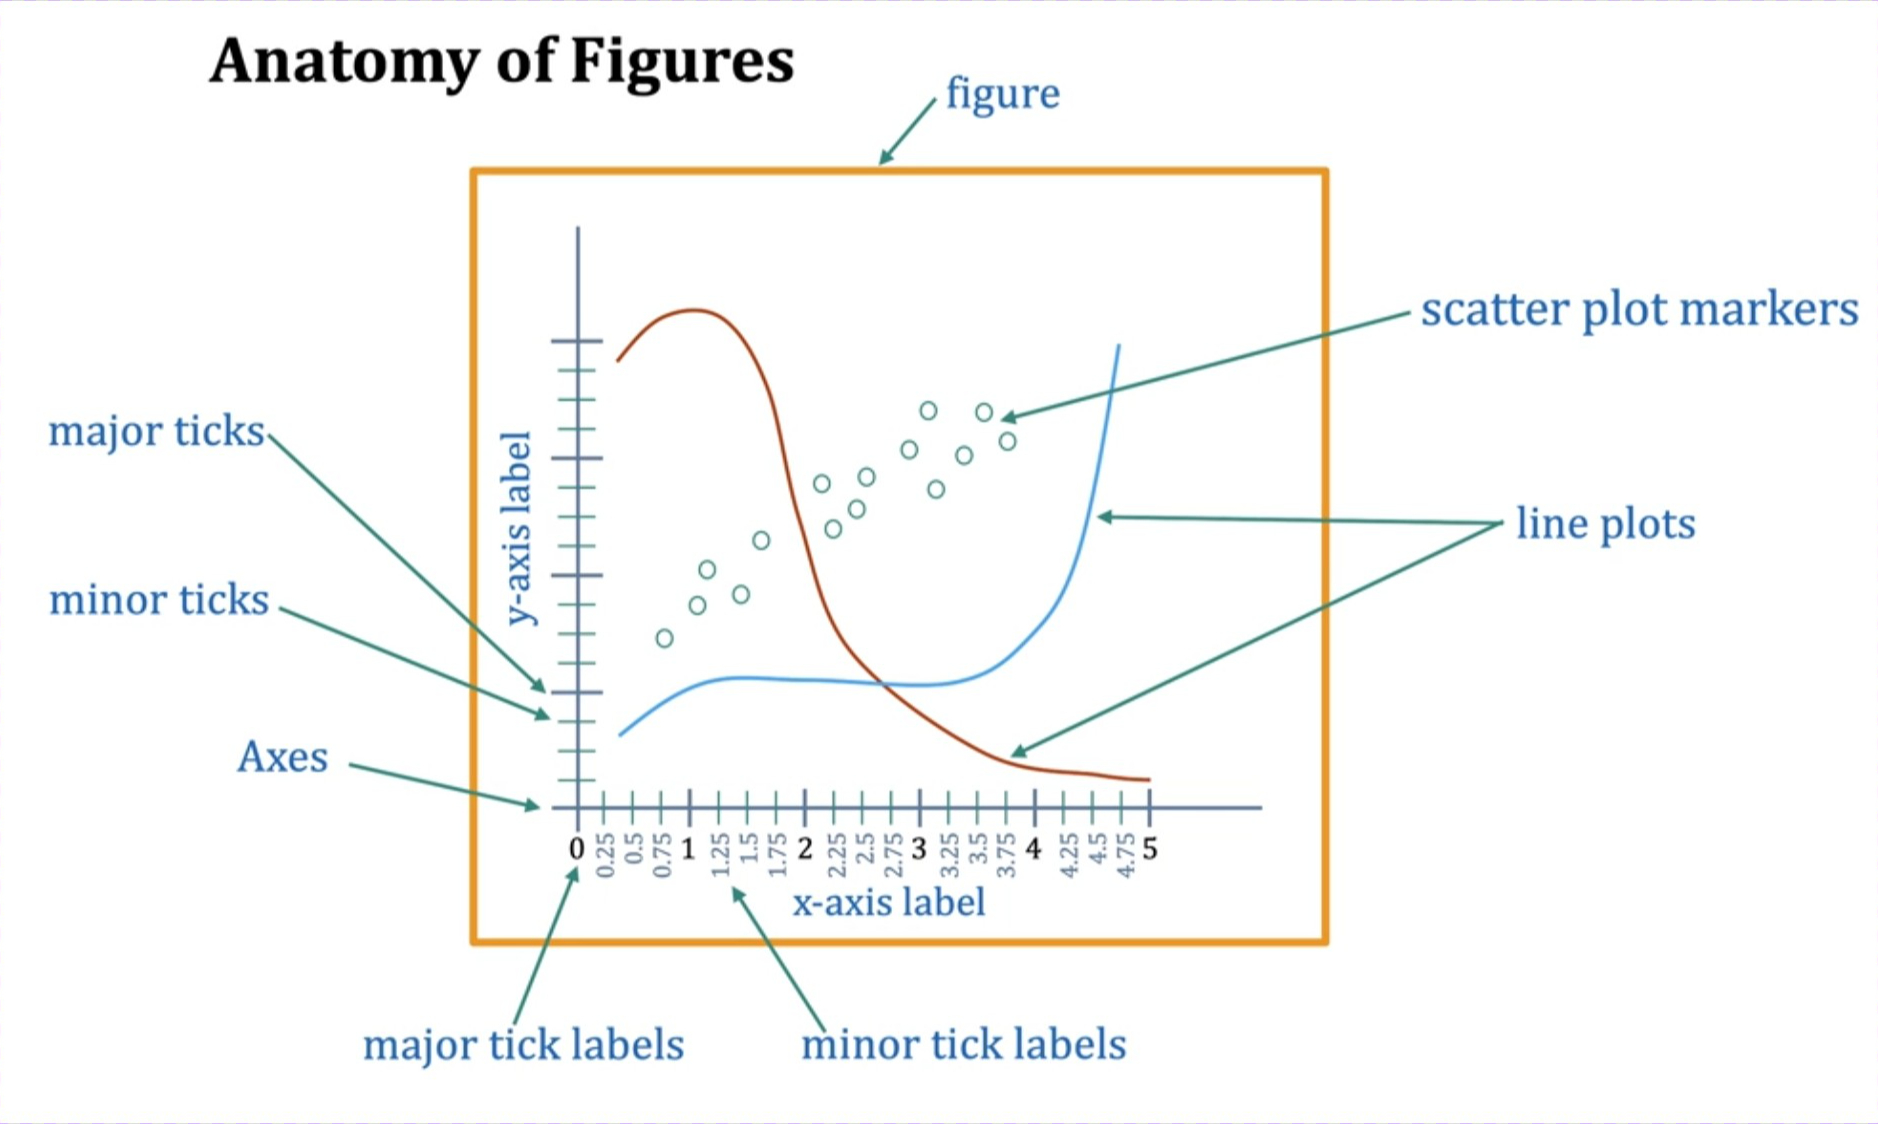 Anatomy of Figures
figure
scatter plot markers
major ticks
y-axis label
line plots
minor ticks
Axes
0 0.25 0.5 0.75 1 1.25 1.5 1.75 2 2.25 2.5 2.75 3 3.25 3.5 3.75 4 4.25 4.5 4.75 5
x-axis label
major tick labels
minor tick labels